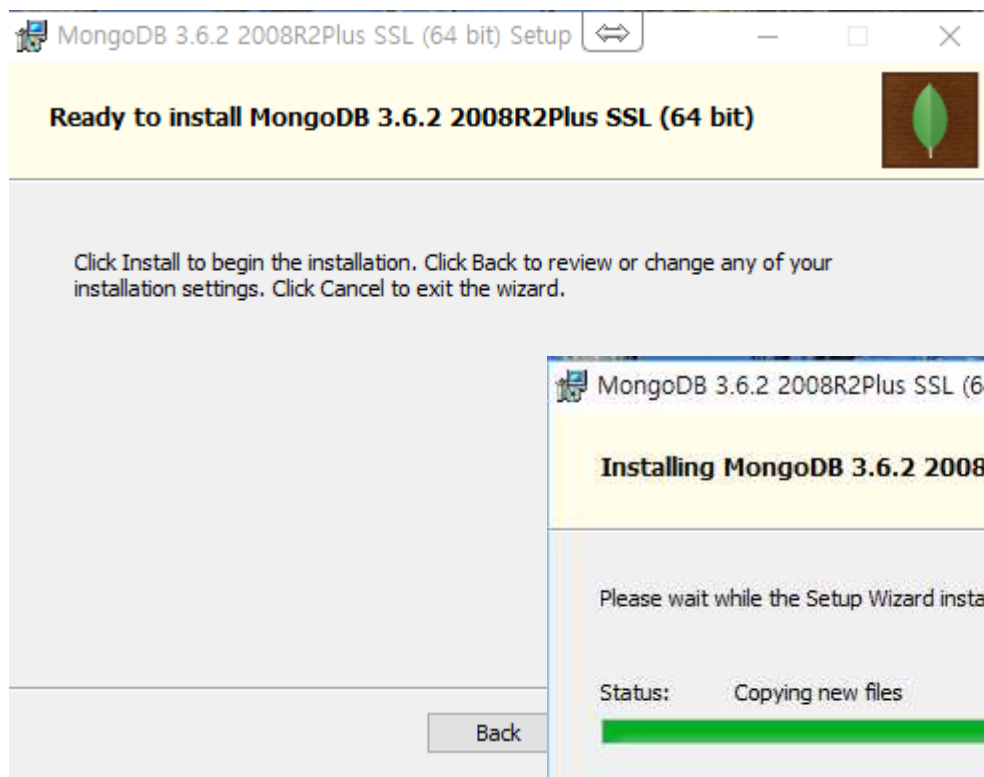 MongoDB 3.6.2 2008R2Plus SSL (64 bit) Setup
Ready to install MongoDB 3.6.2 2008R2Plus SSL (64 bit)
Click Install to begin the installation. Click Back to review or change any of your
installation settings. Click Cancel to exit the wizard.
Back
MongoDB 3.6.2 2008R2Plus SSL (6
Installing MongoDB 3.6.2 2008
Please wait while the Setup Wizard insta
Status: Copying new files